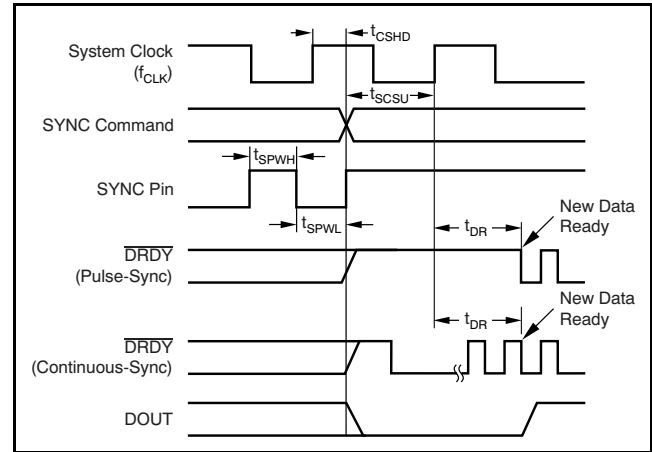 System Clock
(fCLK)
tCSHD
tSCSU
SYNC Command
tSPWH
SYNC Pin
tSPWL
New Data
Ready
tDR
DRDY
(Pulse-Sync)
New Data
Ready
tDR
DRDY
(Continuous-Sync)
DOUT